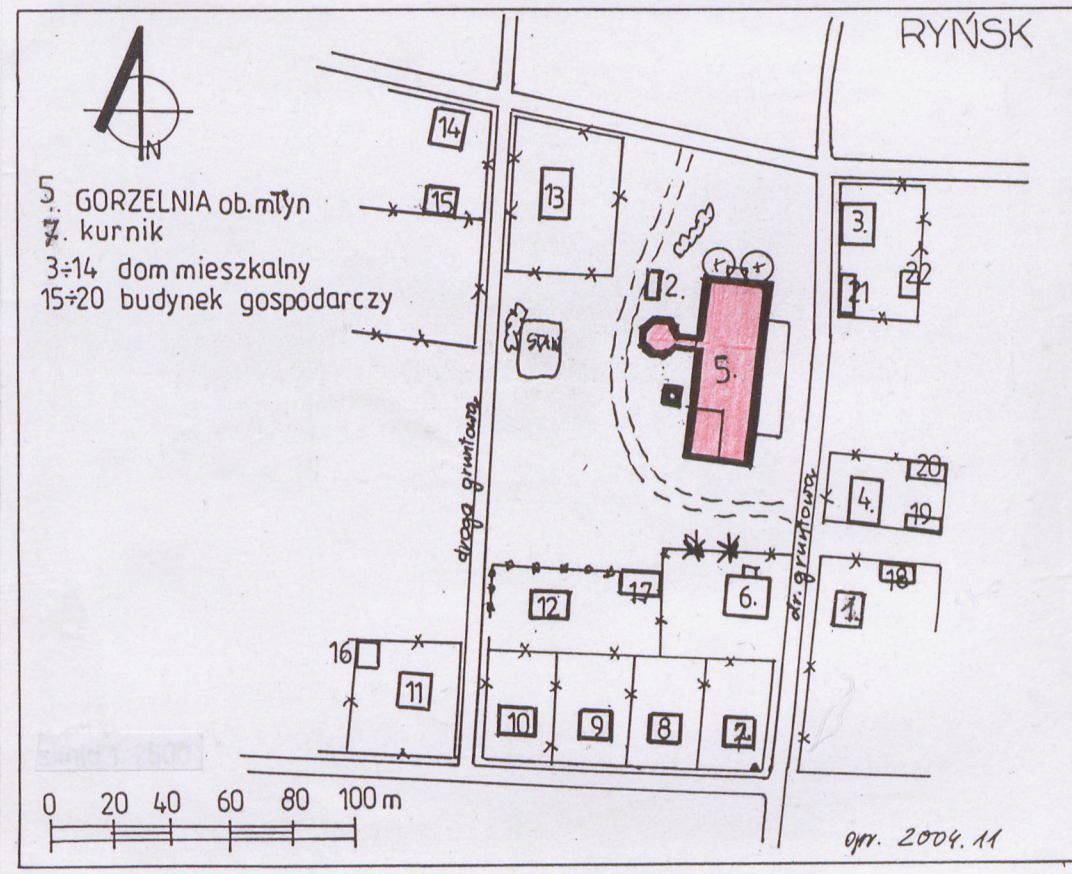 RYŃSK
N
5. GORZELNIA ob. młyn
7 kurnik
3÷14 dom mieszkalny
15÷20 budynek gospodarczy
14
15
13
2.
3.
21
22
STAW
5.
droga gruntowa
dr. gruntowa
4.
20
19
18
1.
12
17
6.
16
11
10
9
8
7.
0 20 40 60 80 100 m
opr. 2004.11